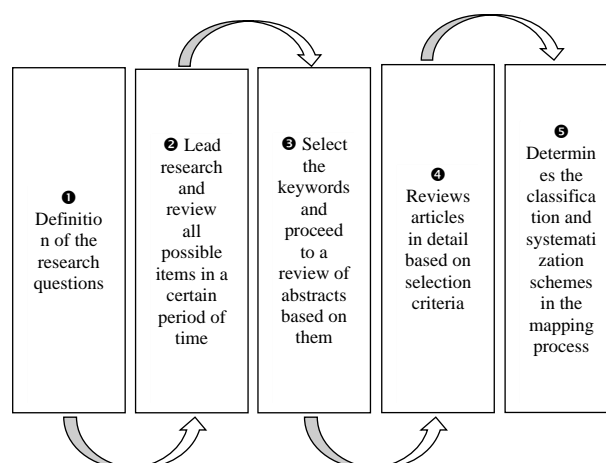 ❶
Definitio
n of the
research
questions
❷ Lead
research
and
review
all
possible
items in a
certain
period of
time
❸ Select
the
keywords
and
proceed
to a
review of
abstracts
based on
them
❹
Reviews
articles
in detail
based on
selection
criteria
❺
Determin
es the
classifica
tion and
systemati
zation
schemes
in the
mapping
process